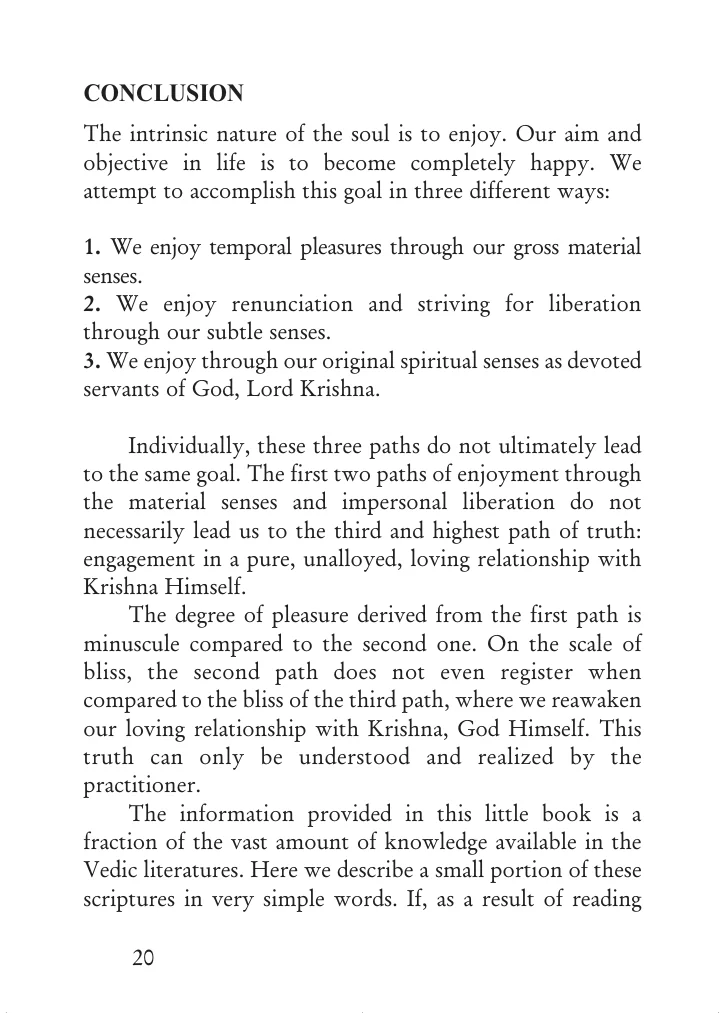 CONCLUSION
The intrinsic nature of the soul is to enjoy. Our aim and
objective in life is to become completely happy. We
attempt to accomplish this goal in three different ways:
1. We enjoy temporal pleasures through our gross material
senses.
2. We enjoy renunciation and striving for liberation
through our subtle senses.
3. We enjoy through our original spiritual senses as devoted
servants of God, Lord Krishna.
Individually, these three paths do not ultimately lead
to the same goal. The first two paths of enjoyment through
the material senses and impersonal liberation do not
necessarily lead us to the third and highest path of truth:
engagement in a pure, unalloyed, loving relationship with
Krishna Himself.
The degree of pleasure derived from the first path is
minuscule compared to the second one. On the scale of
bliss, the second path does not even register when
compared to the bliss of the third path, where we reawaken
our loving relationship with Krishna, God Himself. This
truth can only be understood and realized by the
practitioner.
The information provided in this little book is a
fraction of the vast amount of knowledge available in the
Vedic literatures. Here we describe a small portion of these
scriptures in very simple words. If, as a result of reading
20